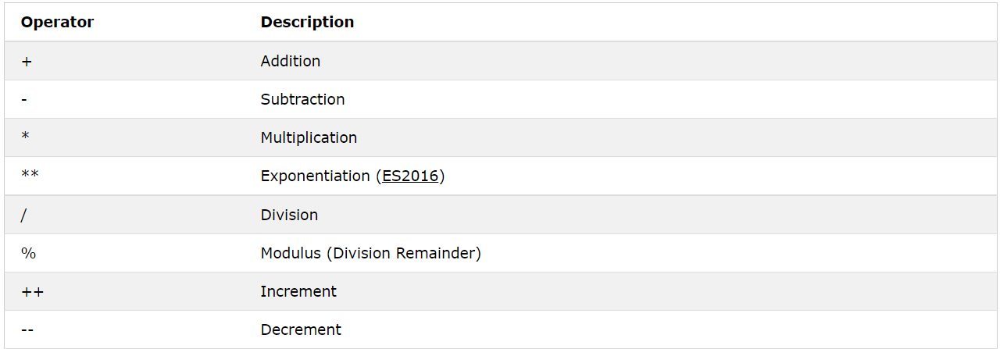 Operator Description
+ Addition
- Subtraction
* Multiplication
** Exponentiation (ES2016)
/ Division
% Modulus (Division Remainder)
++ Increment
-- Decrement